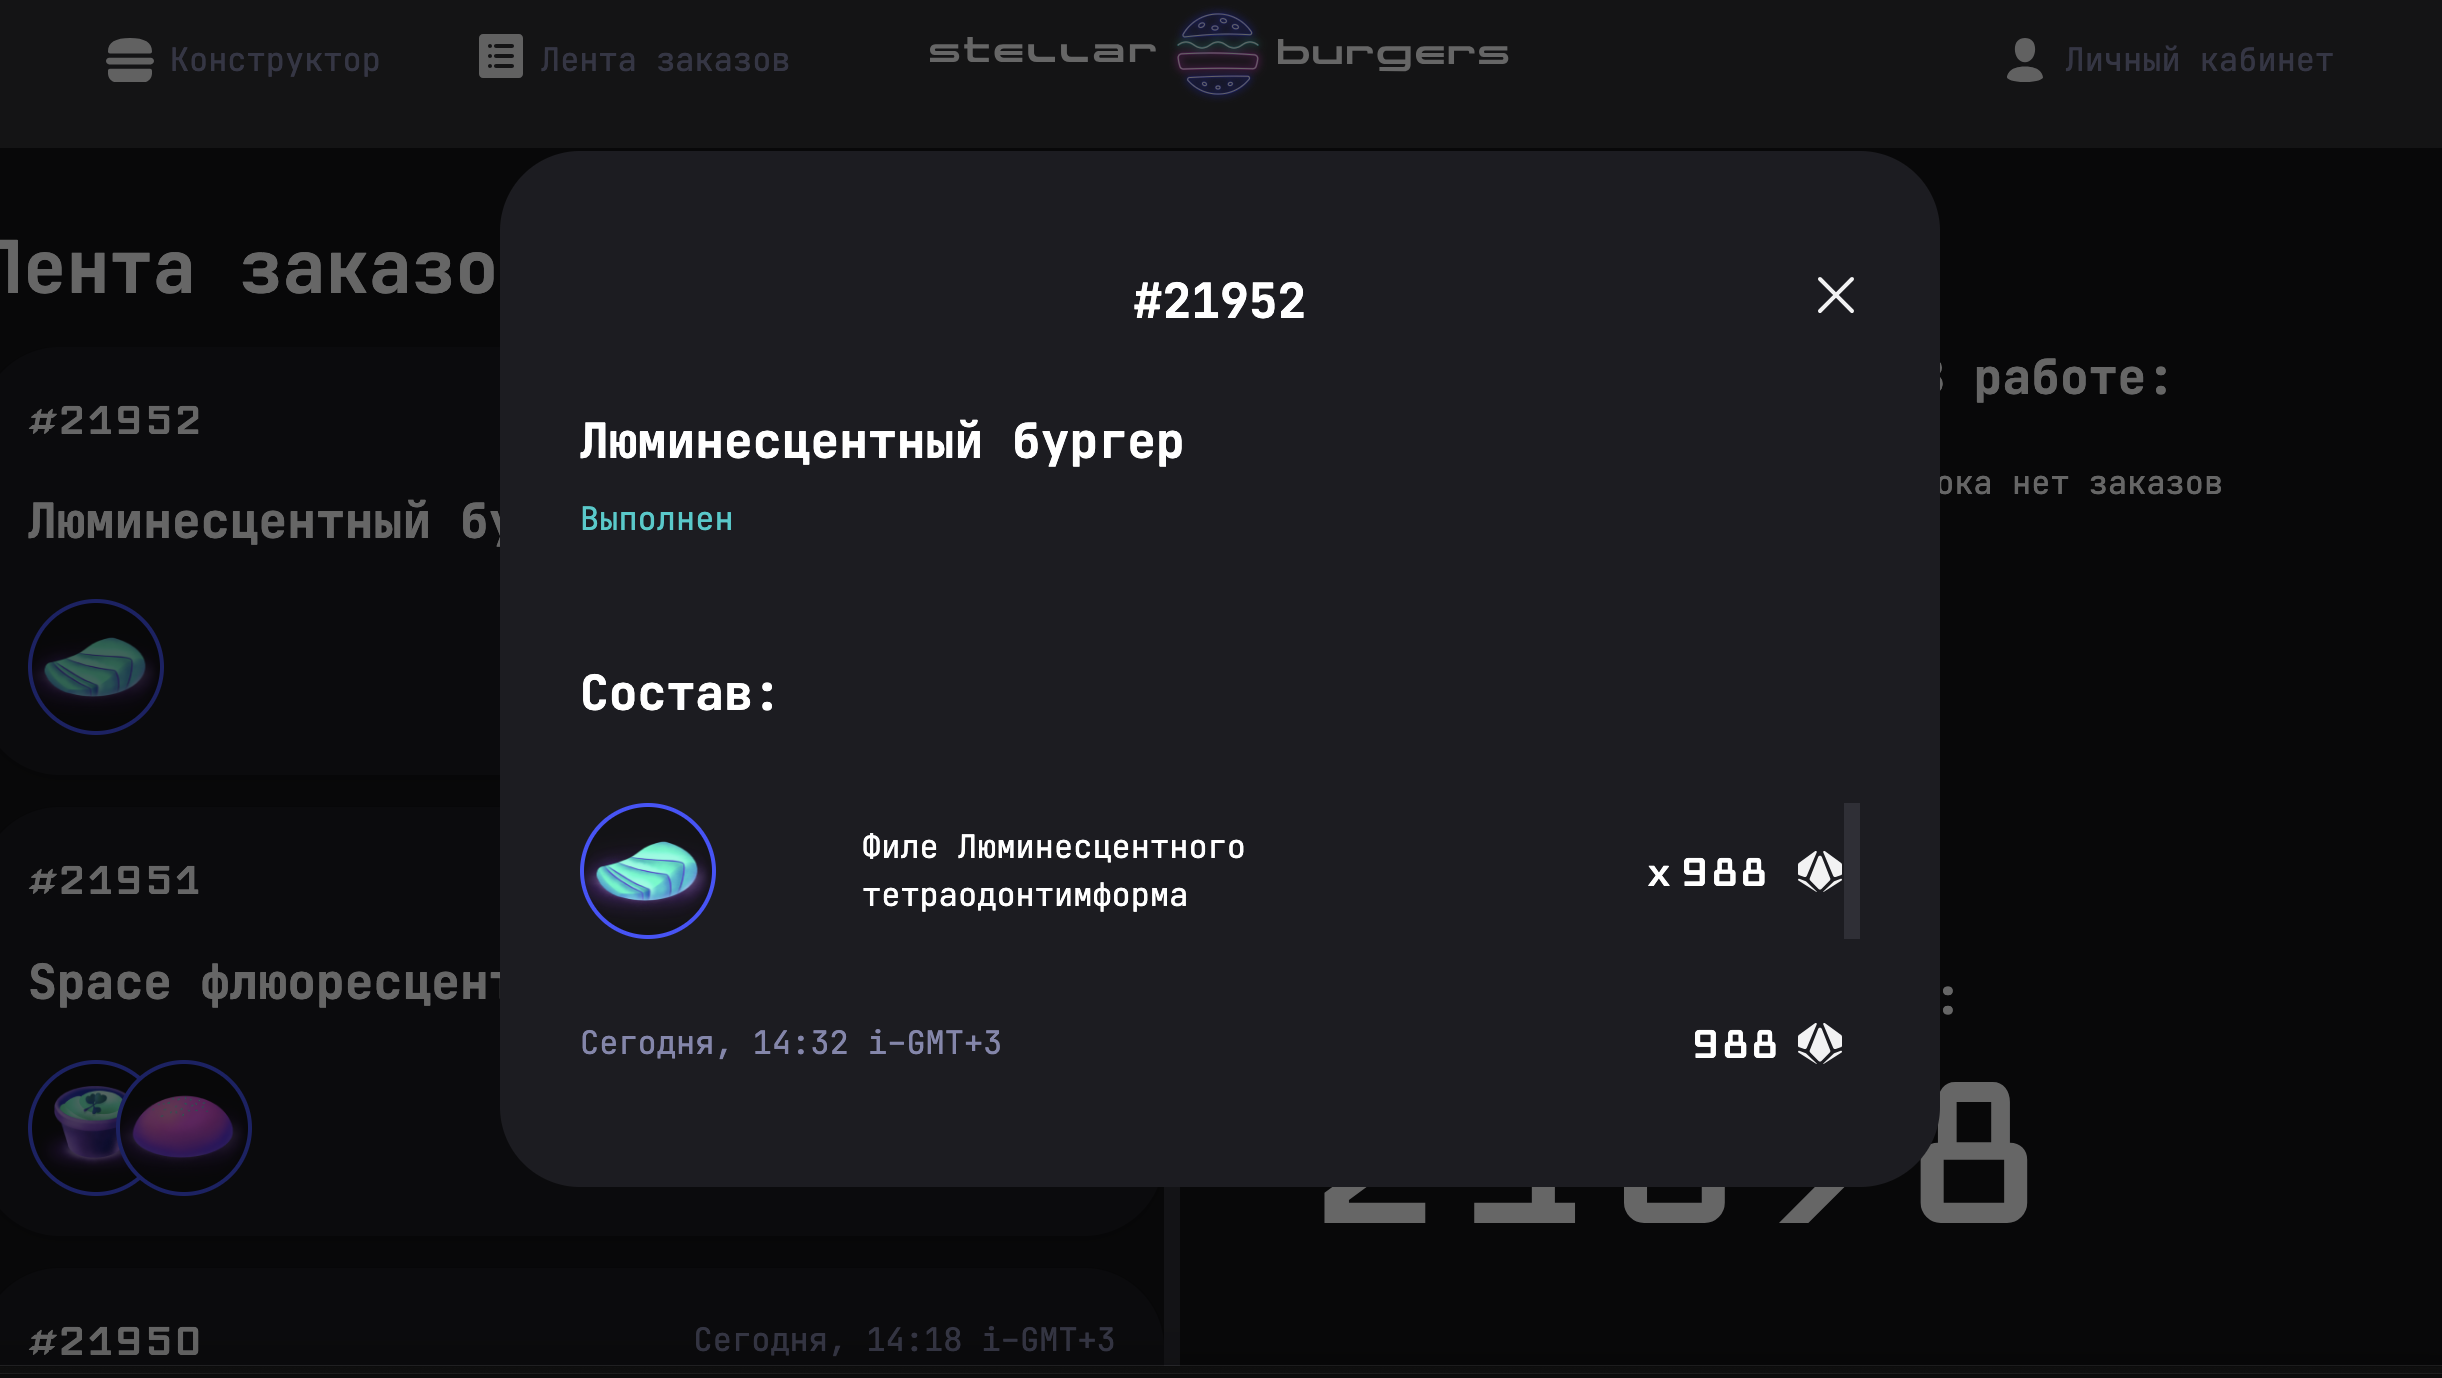 Конструктор
Лента заказов
stellar burgers
Личный кабинет
Лента заказо
#21952
Люминесцентный бу
#21951
Space флюоресцент
#21950
Сегодня, 14:18 i-GMT+3
#21952
Люминесцентный бургер
Выполнен
Состав:
Филе Люминесцентного
тетраодонтимформа
x 988
Сегодня, 14:32 i-GMT+3
988
В работе:
ока нет заказов
: